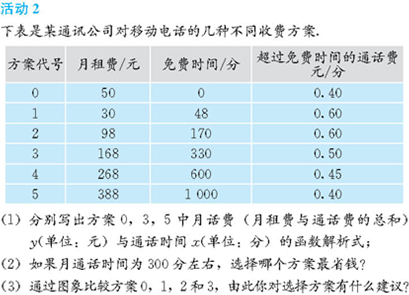 活动 2
下表是某通讯公司对移动电话的几种不同收费方案.
方案代号 月租费/元 免费时间/分 超过免费时间的通话费
元/分
0 50 0 0.40
1 30 48 0.60
2 98 170 0.60
3 168 330 0.50
4 268 600 0.45
5 388 1 000 0.40
(1) 分别写出方案 0，3，5 中月话费（月租费与通话费的总和）
y(单位：元）与通话时间 x(单位：分）的函数解析式；
(2) 如果月通话时间为 300 分左右，选择哪个方案最省钱？
(3) 通过图象比较方案 0，1，2 和 3，由此你对选择方案有什么建议？